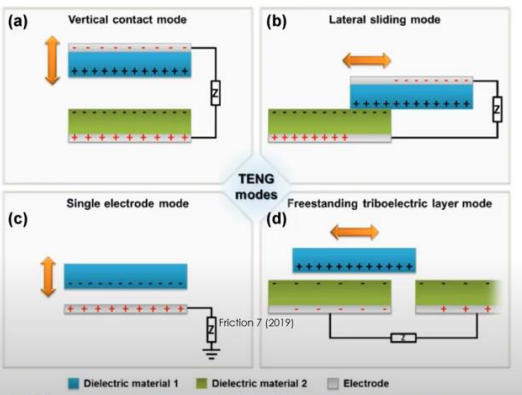 (a) Vertical contact mode
Z
(b) Lateral sliding mode
Z
TENG
modes
(c) Single electrode mode
Z
Friction 7 (2019)
Freestanding triboelectric layer mode
(d)
Z
Dielectric material 1 Dielectric material 2 Electrode